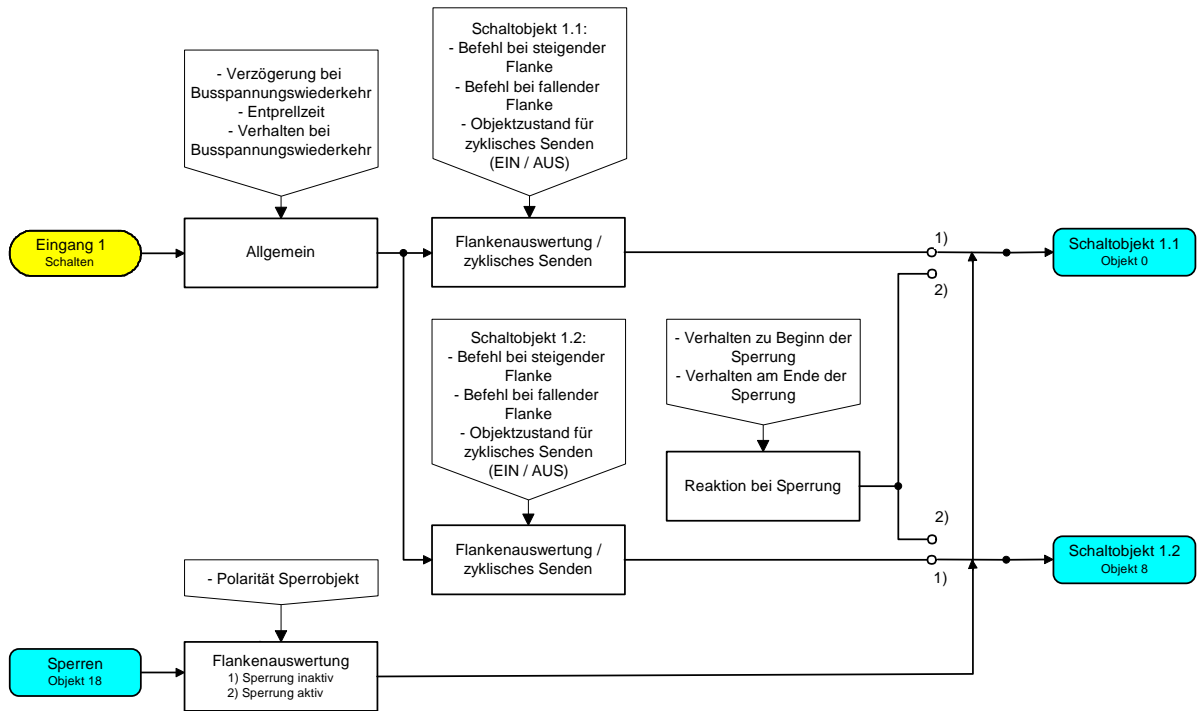 Schaltobjekt 1.1:
- Befehl bei steigender
Flanke
- Befehl bei fallender
Flanke
- Objektzustand für
zyklisches Senden
(EIN / AUS)
- Verzögerung bei
Busspannungswiederkehr
- Entprellzeit
- Verhalten bei
Busspannungswiederkehr
Eingang 1
Schalten
Allgemein
Flankenauswertung /
zyklisches Senden
1)
2)
Schaltobjekt 1.1
Objekt 0
Schaltobjekt 1.2:
- Befehl bei steigender
Flanke
- Befehl bei fallender
Flanke
- Objektzustand für
zyklisches Senden
(EIN / AUS)
- Verhalten zu Beginn der
Sperrung
- Verhalten am Ende der
Sperrung
Reaktion bei Sperrung
2)
Flankenauswertung /
zyklisches Senden
1)
Schaltobjekt 1.2
Objekt 8
- Polarität Sperrobjekt
Sperren
Objekt 18
Flankenauswertung
1) Sperrung inaktiv
2) Sperrung aktiv